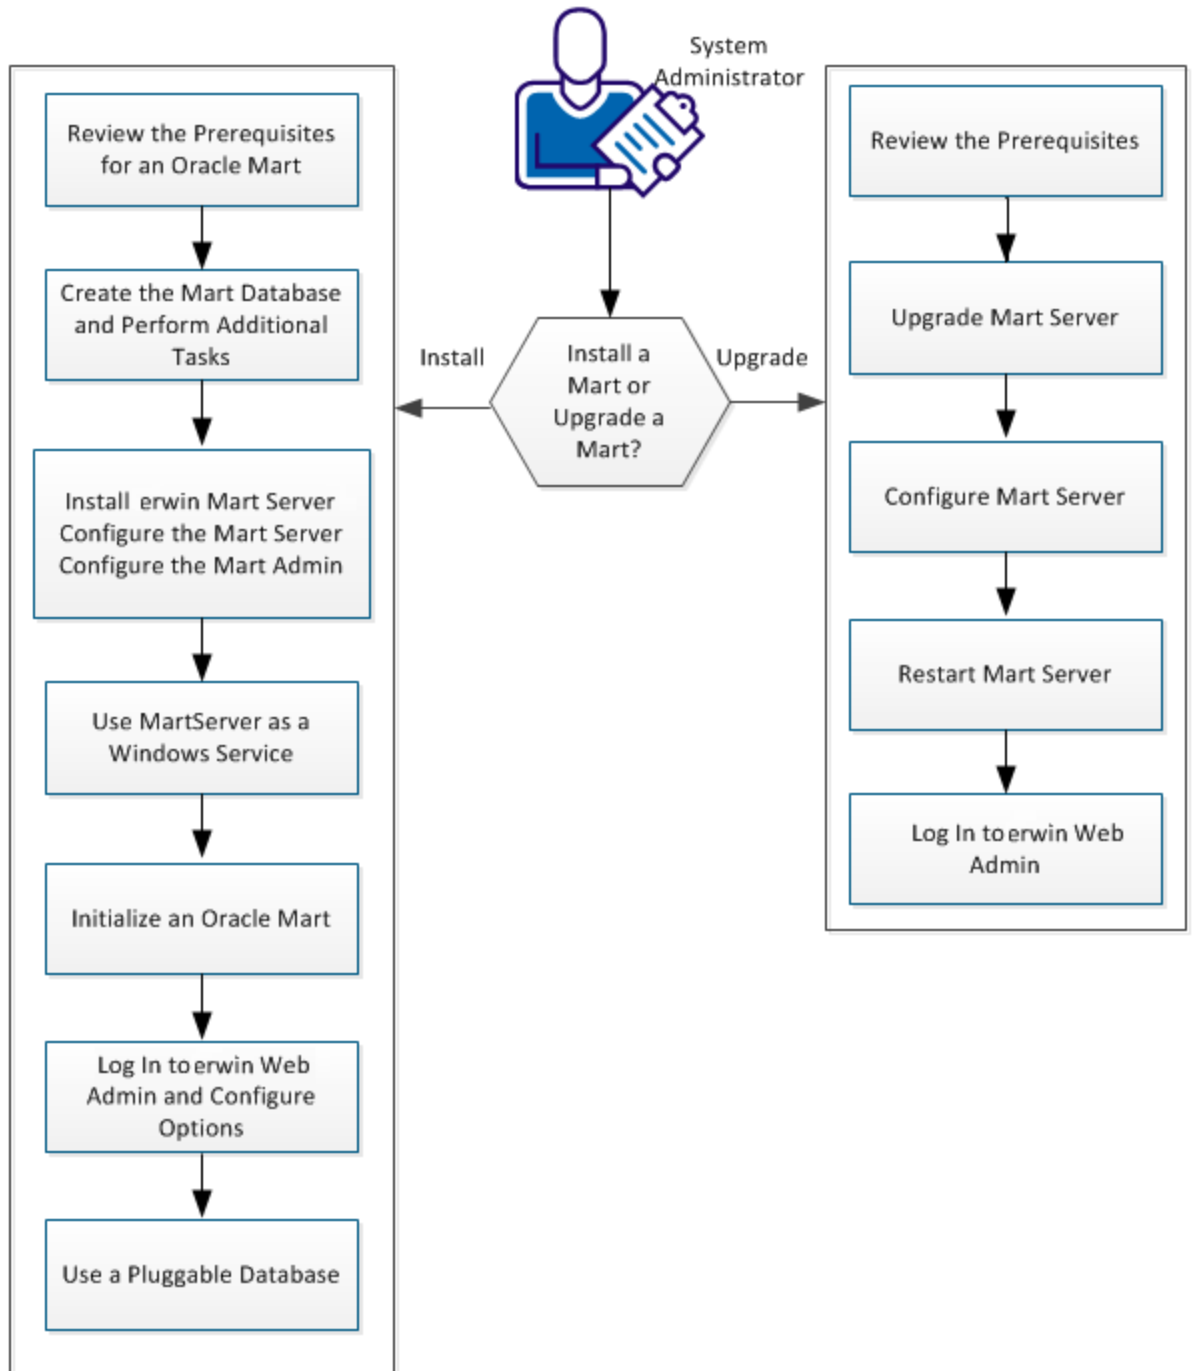 System
Administrator
Review the Prerequisites
for an Oracle Mart
Create the Mart Database
and Perform Additional
Tasks
Install erwin Mart Server
Configure the Mart Server
Configure the Mart Admin
Use MartServer as a
Windows Service
Initialize an Oracle Mart
Log In to erwin Web
Admin and Configure
Options
Use a Pluggable Database
Install
Install a
Mart or
Upgrade a
Mart?
Upgrade
Review the Prerequisites
Upgrade Mart Server
Configure Mart Server
Restart Mart Server
Log In to erwin Web
Admin